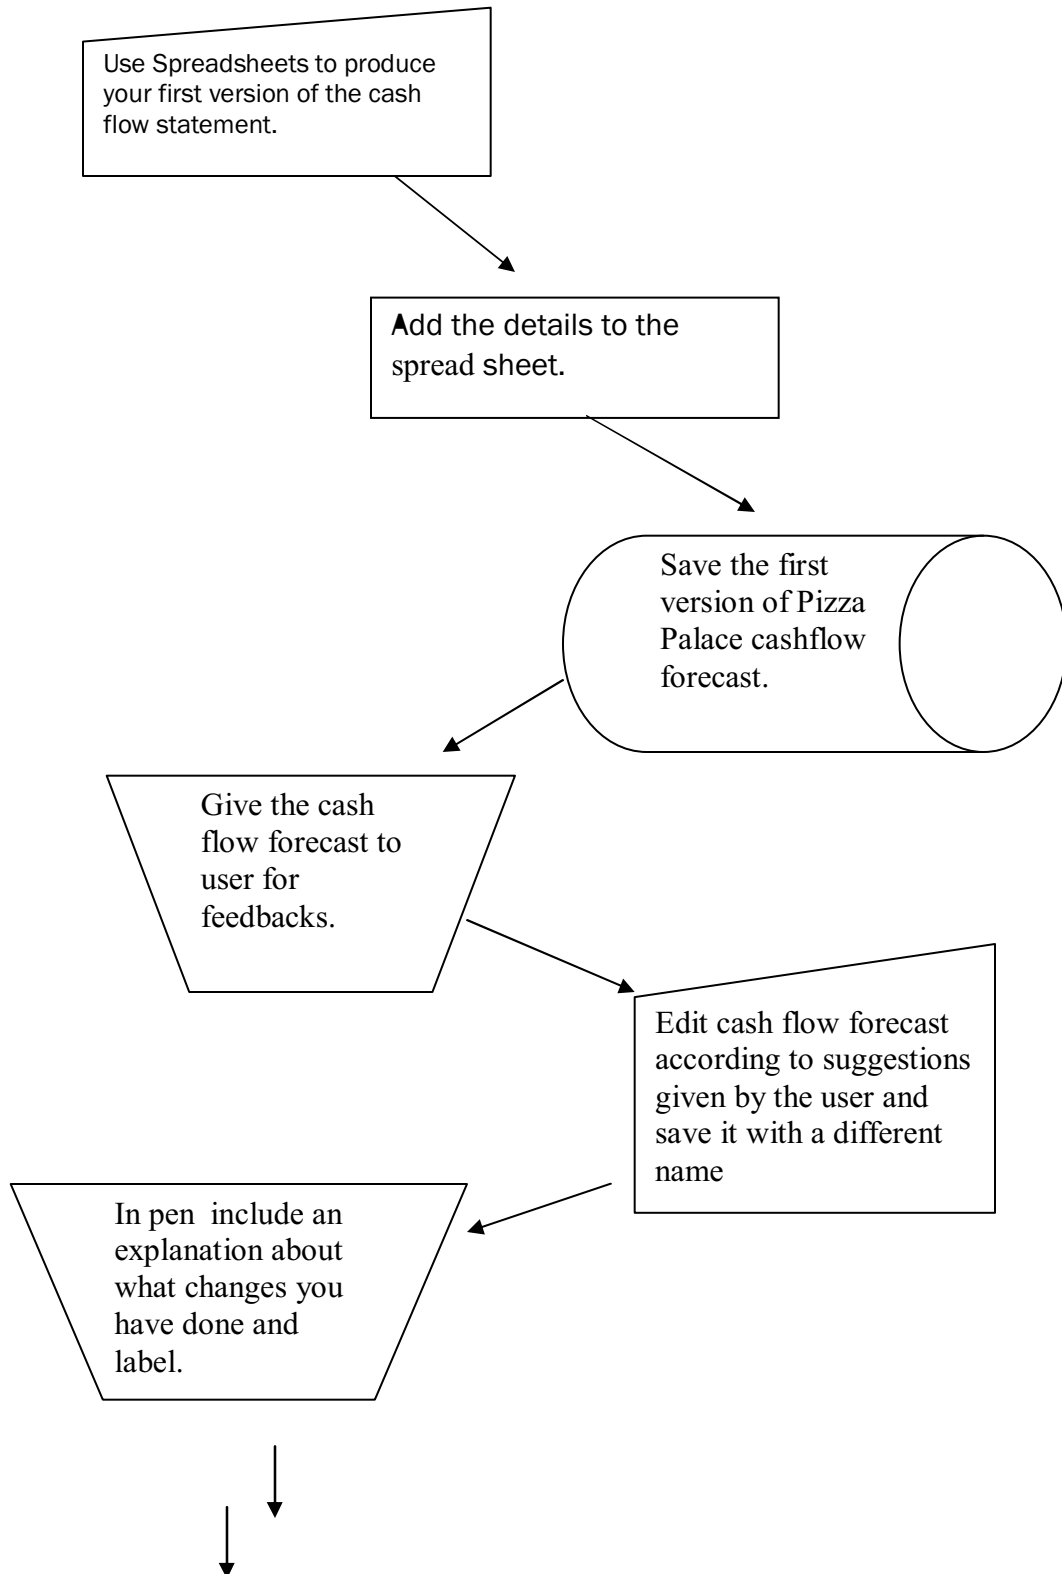 Use Spreadsheets to produce
your first version of the cash
flow statement.
Add the details to the
spread sheet.
Save the first
version of Pizza
Palace cashflow
forecast.
Give the cash
flow forecast to
user for
feedbacks.
Edit cash flow forecast
according to suggestions
given by the user and
save it with a different
name
In pen  include an
explanation about
what changes you
have done and
label.